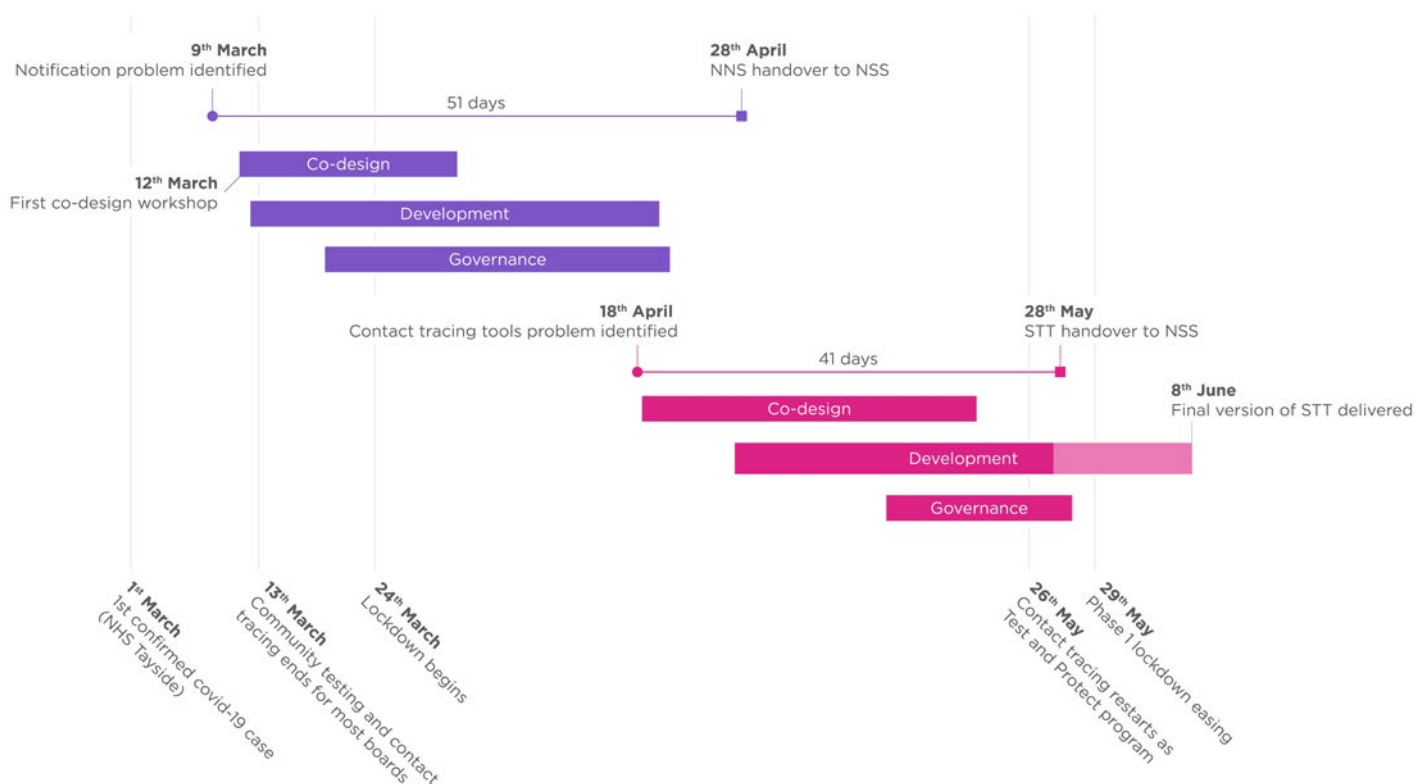 9th March
Notification problem identified
28th April
NNS handover to NSS
51 days
Co-design
12th March
First co-design workshop
Development
Governance
18th April
Contact tracing tools problem identified
28th May
STT handover to NSS
41 days
8th June
Final version of STT delivered
Co-design
Development
Governance
1st March
1st confirmed covid-19 case
(NHS Tayside)
13th March
Community testing and contact
tracing ends for most boards
24th March
Lockdown begins
26th May
Contact tracing restarts as
Test and Protect program
29th May
Phase 1 lockdown easing